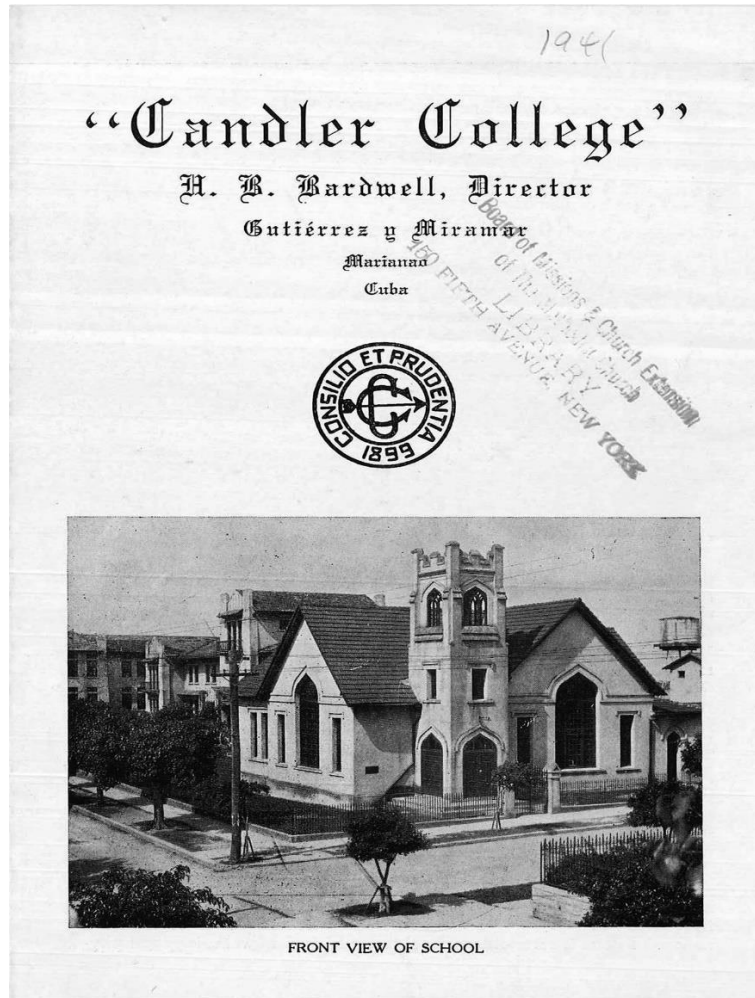 1941
“Candler College”
H. B. Bardwell, Director
Gutiérrez y Miramar
Marianao
Cuba
Board of Missions & Church Extension
of The Methodist Church
LIBRARY
150 FIFTH AVENUE NEW YORK
CONSILIO ET PRUDENTIA
CC
1899
FRONT VIEW OF SCHOOL